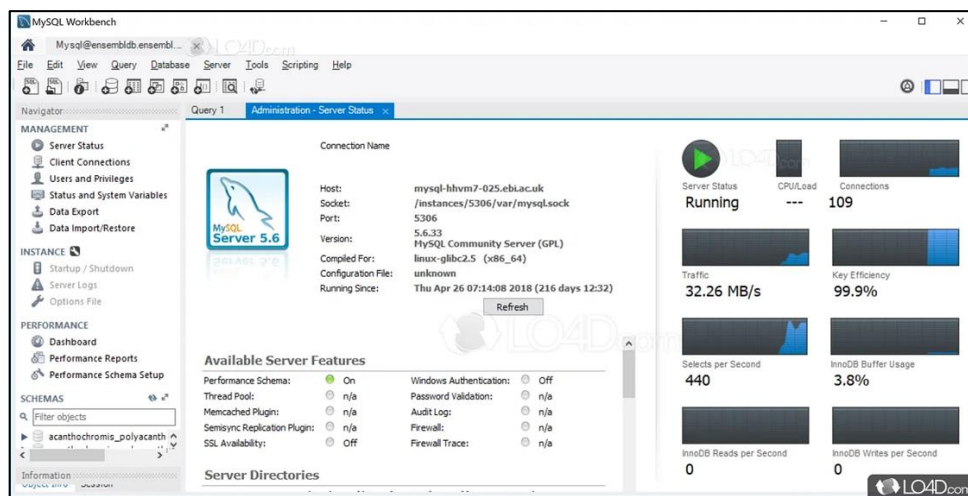 MySQL Workbench
Mysql@ensembldb.ensembl...
LO4D.com
File Edit View Query Database Server Tools Scripting Help
Navigator
Query 1
Administration - Server Status
MANAGEMENT
Server Status
Client Connections
Users and Privileges
Status and System Variables
Data Export
Data Import/Restore
INSTANCE
Startup / Shutdown
Server Logs
Options File
PERFORMANCE
Dashboard
Performance Reports
Performance Schema Setup
SCHEMAS
Filter objects
acanthochromis_polyacanth
Information
Object Info Session
MySQL
Server 5.6
Connection Name
Host: mysql-hhvm7-025.ebi.ac.uk
Socket: /instances/5306/var/mysql.sock
Port: 5306
Version: 5.6.33
MySQL Community Server (GPL)
Compiled For: linux-glibc2.5 (x86_64)
Configuration File: unknown
Running Since: Thu Apr 26 07:14:08 2018 (216 days 12:32)
Refresh
LO4D.com
Available Server Features
Performance Schema: On Windows Authentication: Off
Thread Pool: n/a Password Validation: n/a
Memcached Plugin: n/a Audit Log: n/a
Semisync Replication Plugin: n/a Firewall: n/a
SSL Availability: Off Firewall Trace: n/a
Server Directories
LO4D.com
Server Status CPU/Load Connections
Running --- 109
Traffic Key Efficiency
32.26 MB/s 99.9%
Selects per Second InnoDB Buffer Usage
440 3.8%
InnoDB Reads per Second InnoDB Writes per Second
0 0
LO4D.com